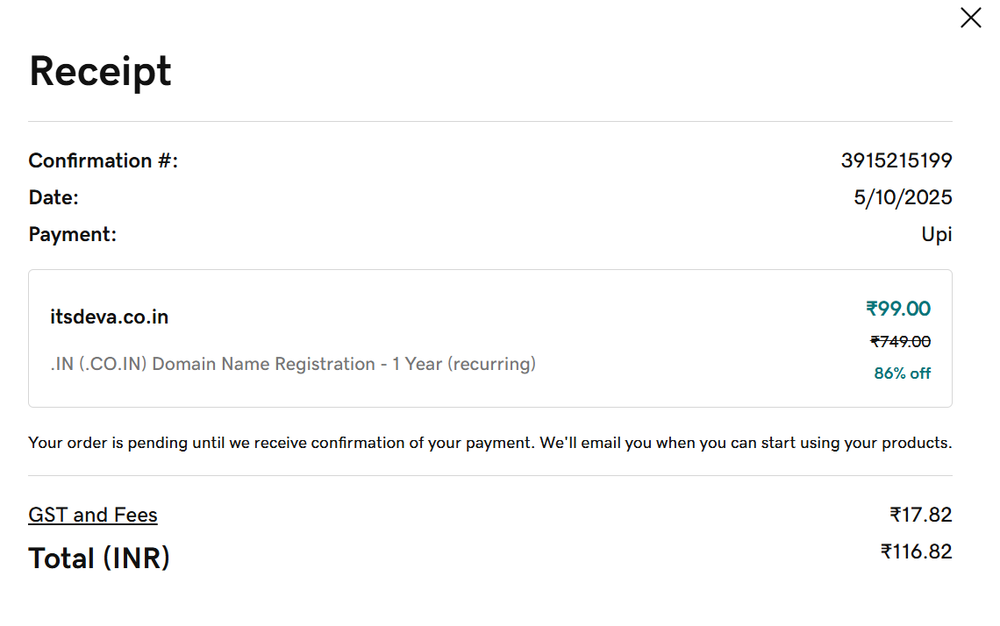 Receipt
Confirmation #: 3915215199
Date: 5/10/2025
Payment: Upi
itsdeva.co.in ₹99.00
₹749.00
.IN (.CO.IN) Domain Name Registration - 1 Year (recurring)
86% off
Your order is pending until we receive confirmation of your payment. We'll email you when you can start using your products.
GST and Fees ₹17.82
Total (INR) ₹116.82